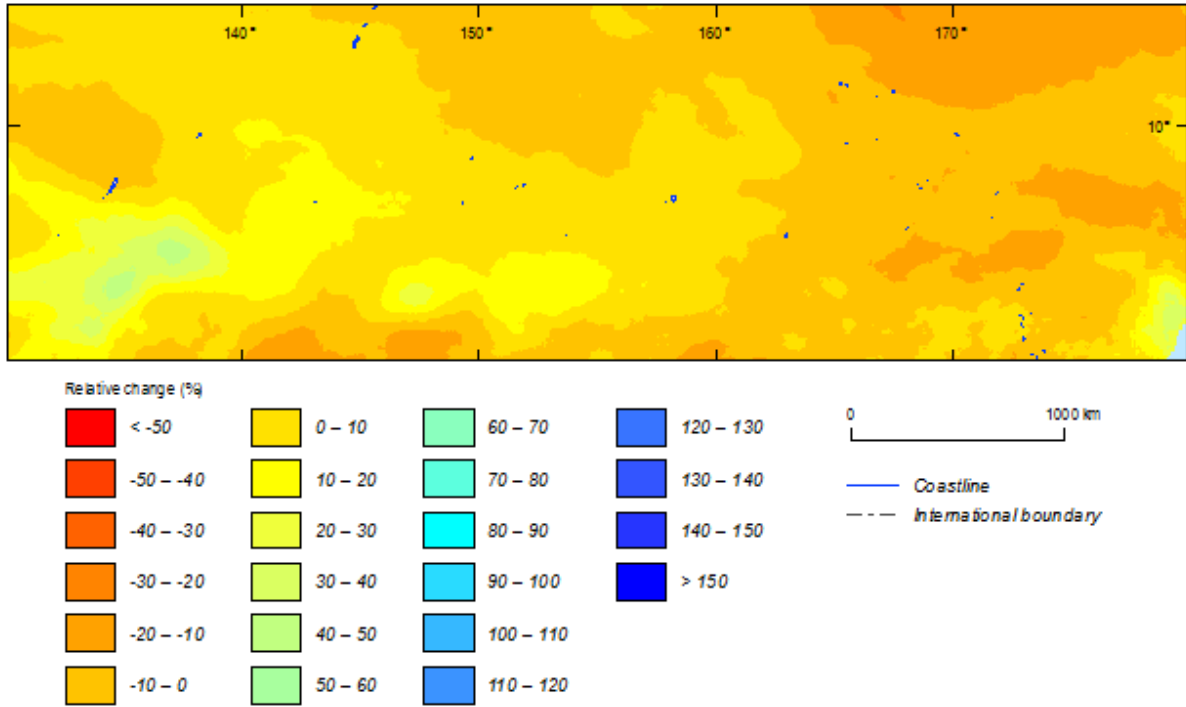 140° 150° 160° 170°
10°
Relative change (%)
< -50
-50 – -40
-40 – -30
-30 – -20
-20 – -10
-10 – 0
0 – 10
10 – 20
20 – 30
30 – 40
40 – 50
50 – 60
60 – 70
70 – 80
80 – 90
90 – 100
100 – 110
110 – 120
120 – 130
130 – 140
140 – 150
> 150
0 1000 km
Coastline
International boundary